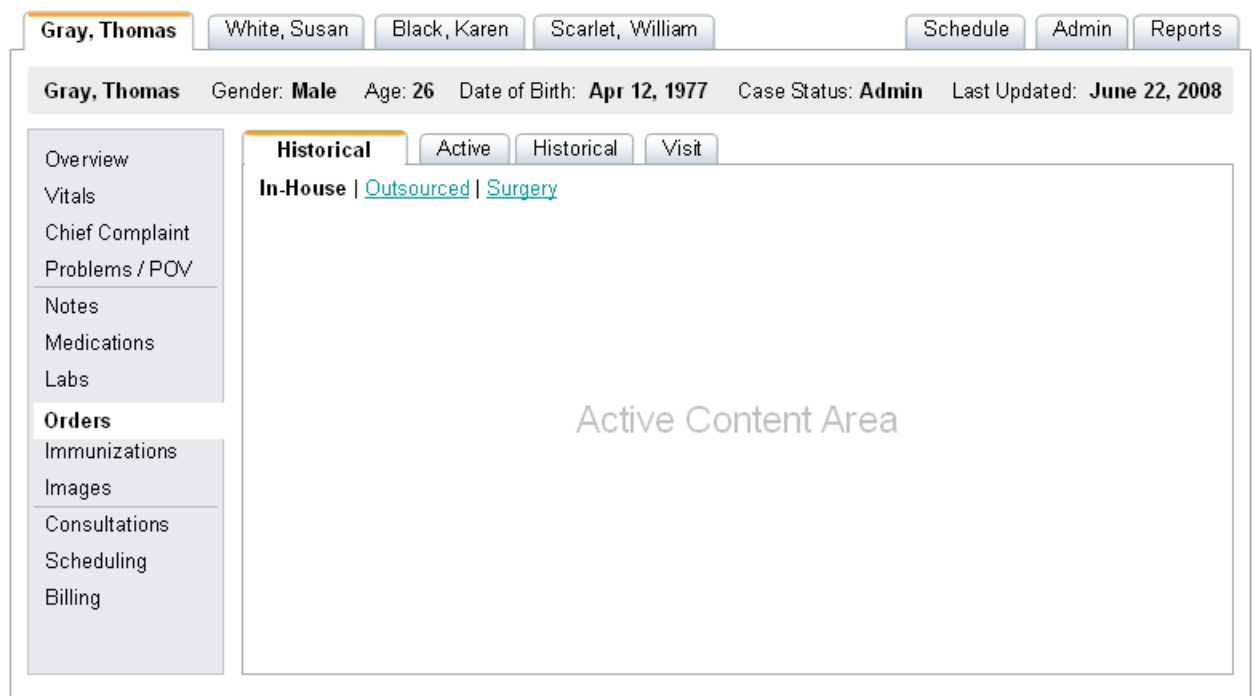 Gray, Thomas White, Susan Black, Karen Scarlet, William Schedule Admin Reports
Gray, Thomas Gender: Male Age: 26 Date of Birth: Apr 12, 1977 Case Status: Admin Last Updated: June 22, 2008
Overview
Vitals
Chief Complaint
Problems / POV
Notes
Medications
Labs
Orders
Immunizations
Images
Consultations
Scheduling
Billing
Historical Active Historical Visit
In-House | Outsourced | Surgery
Active Content Area